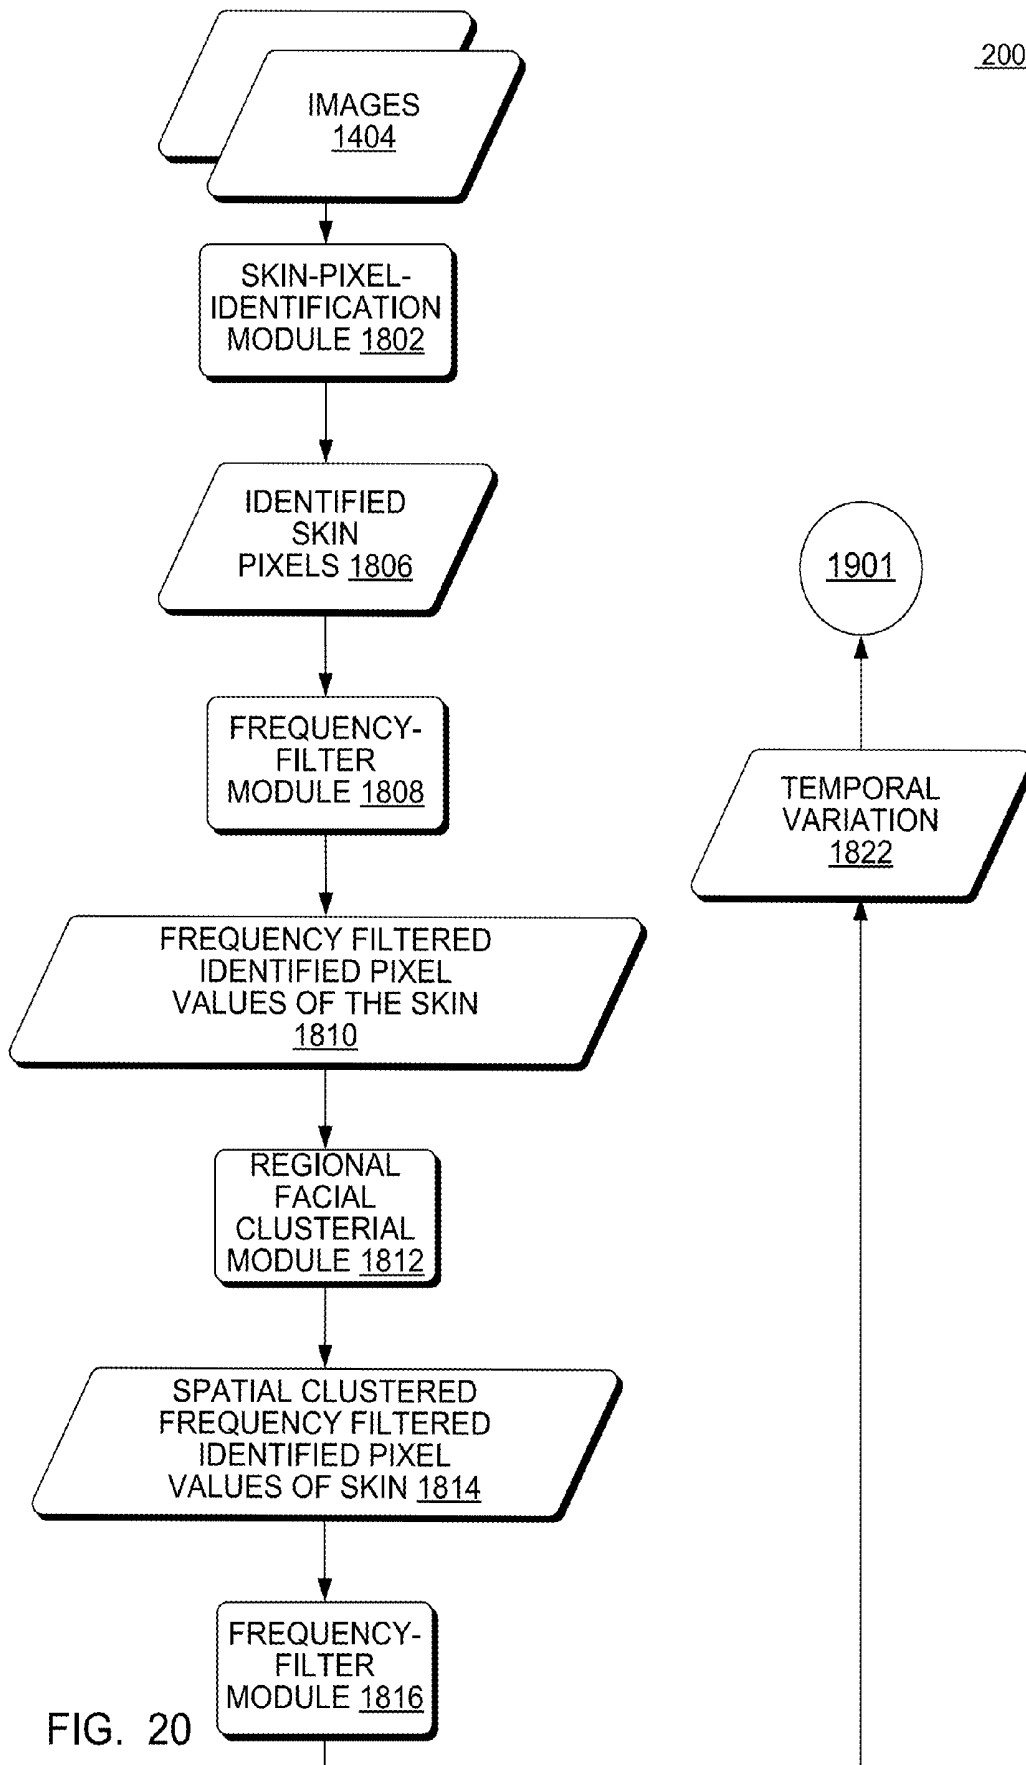 200
IMAGES
1404
SKIN-PIXEL-
IDENTIFICATION
MODULE 1802
IDENTIFIED
SKIN
PIXELS 1806
FREQUENCY-
FILTER
MODULE 1808
FREQUENCY FILTERED
IDENTIFIED PIXEL
VALUES OF THE SKIN
1810
REGIONAL
FACIAL
CLUSTERIAL
MODULE 1812
SPATIAL CLUSTERED
FREQUENCY FILTERED
IDENTIFIED PIXEL
VALUES OF SKIN 1814
FREQUENCY-
FILTER
MODULE 1816
1901
TEMPORAL
VARIATION
1822
FIG. 20